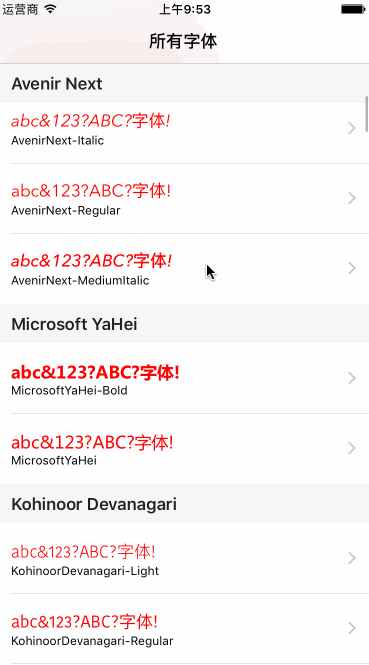 运营商 上午9:53
所有字体
Avenir Next
abc&123?ABC?字体!
AvenirNext-Italic
abc&123?ABC?字体!
AvenirNext-Regular
abc&123?ABC?字体!
AvenirNext-MediumItalic
Microsoft YaHei
abc&123?ABC?字体!
MicrosoftYaHei-Bold
abc&123?ABC?字体!
MicrosoftYaHei
Kohinoor Devanagari
abc&123?ABC?字体!
KohinoorDevanagari-Light
abc&123?ABC?字体!
KohinoorDevanagari-Regular